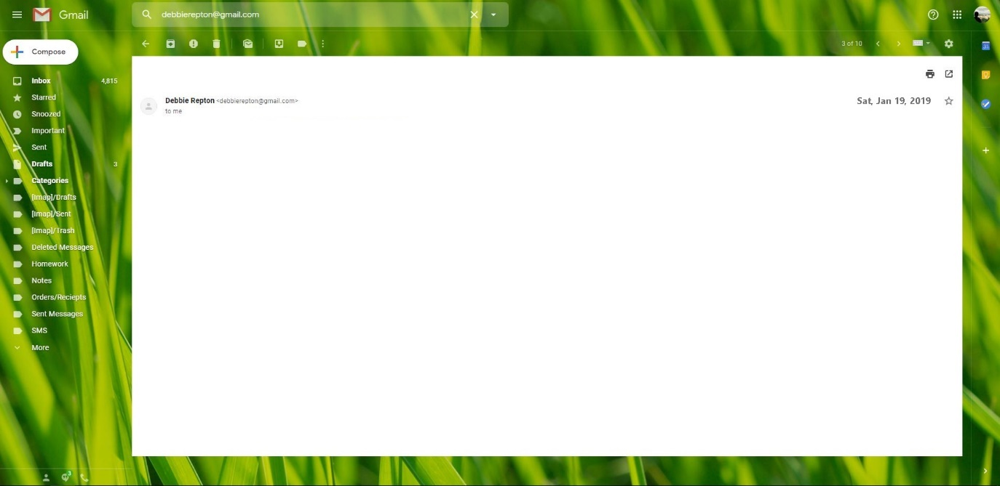 Gmail
debbierepton@gmail.com
Compose
3 of 10
Inbox 4,815
Starred
Snoozed
Important
Sent
Drafts 3
Categories
[Imap]/Drafts
[Imap]/Sent
[Imap]/Trash
Deleted Messages
Homework
Notes
Orders/Reciepts
Sent Messages
SMS
More
Debbie Repton <debbierepton@gmail.com>
to me
Sat, Jan 19, 2019
31
3